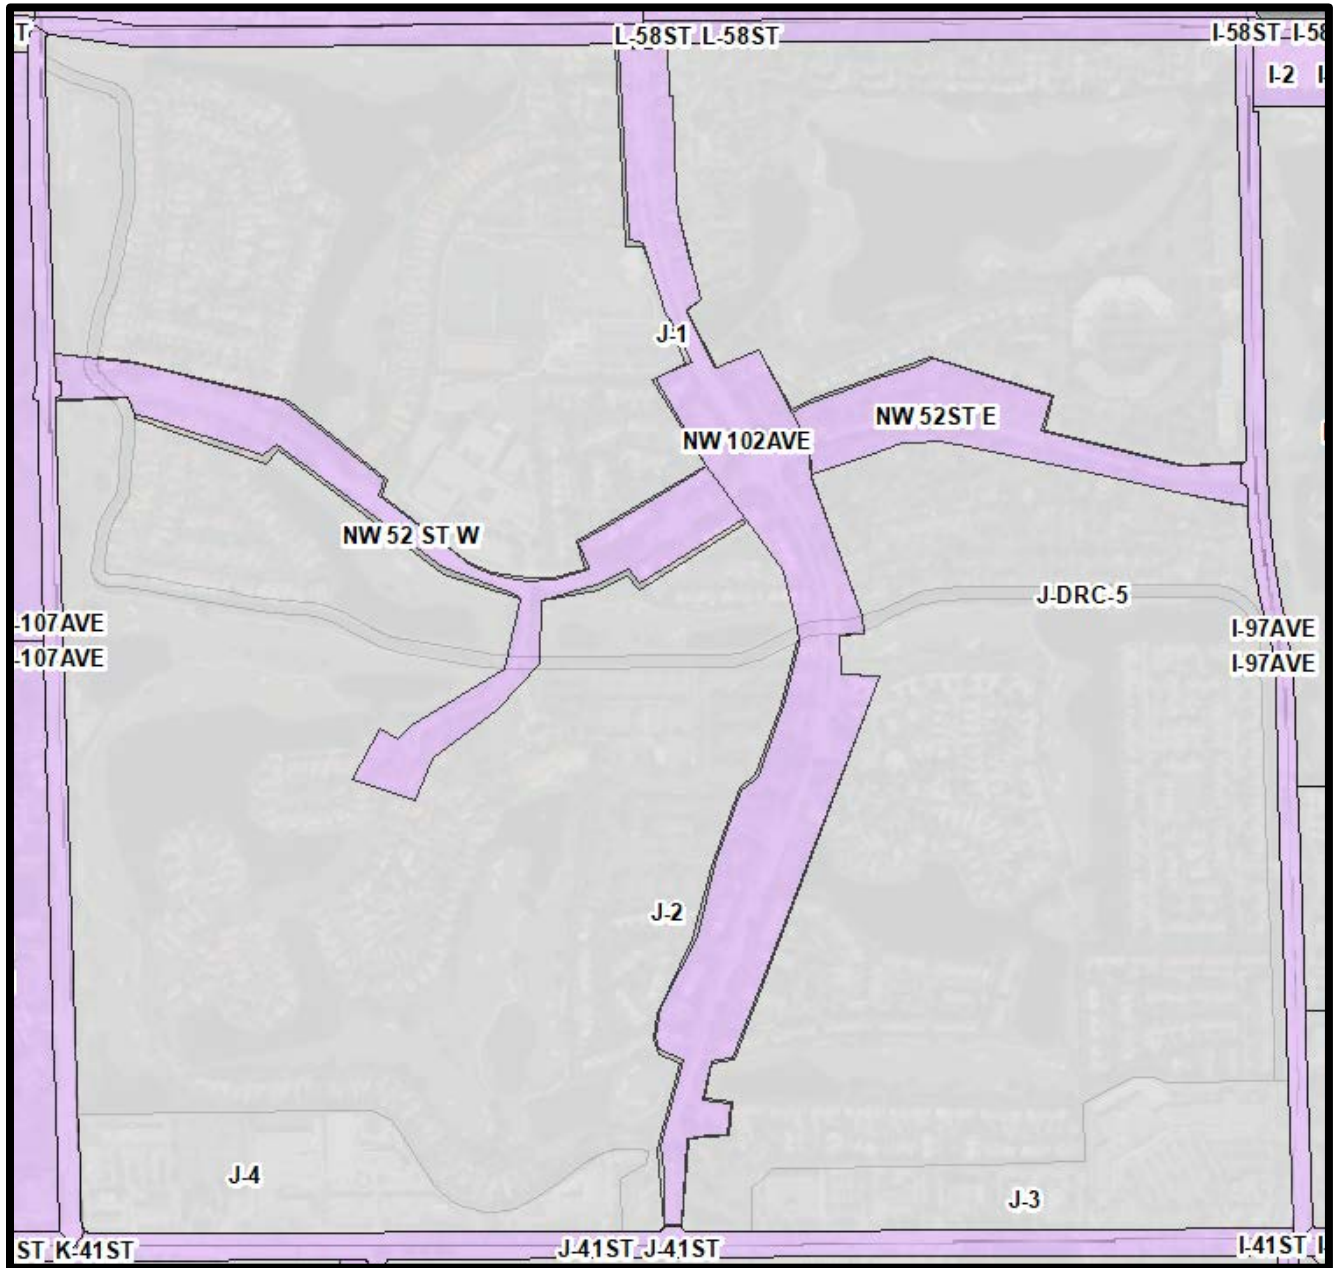 L-58ST L-58ST
I-58ST I-58
I-2
J-1
NW 52ST E
NW 102AVE
NW 52 ST W
J-DRC-5
-107AVE
I-97AVE
-107AVE
I-97AVE
J-2
J-4
J-3
ST K-41ST
J-41ST J-41ST
I-41ST